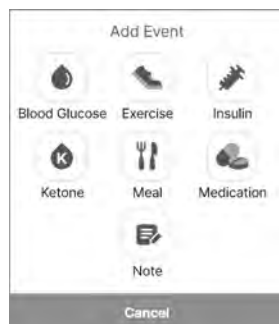 Add Event
Blood Glucose Exercise Insulin
K
Ketone Meal Medication
Note
Cancel